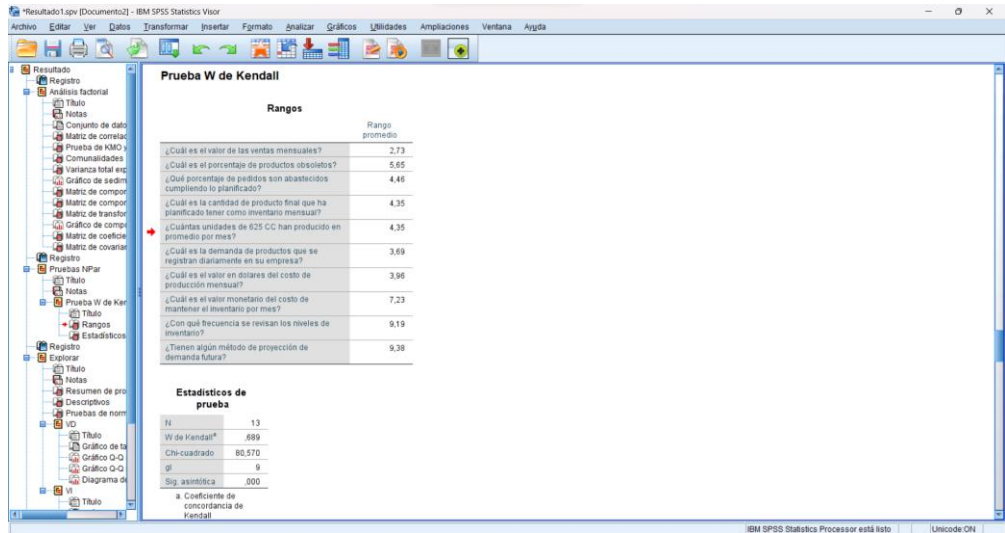 *Resultado1.spv [Documento2] - IBM SPSS Statistics Visor
Archivo Editar Ver Datos Transformar Insertar Formato Analizar Gráficos Utilidades Ampliaciones Ventana Ayuda
Resultado
Registro
Análisis factorial
Título
Notas
Conjunto de dato
Matriz de correlac
Prueba de KMO y
Comunalidades
Varianza total exp
Gráfico de sedim
Matriz de compor
Matriz de compor
Matriz de transfor
Gráfico de compo
Matriz de coeficie
Matriz de covariar
Registro
Pruebas NPar
Título
Notas
Prueba W de Ker
Título
Rangos
Estadísticos
Registro
Explorar
Título
Notas
Resumen de pro
Descriptivos
Pruebas de norm
VD
Título
Gráfico de ta
Gráfico Q-Q
Gráfico Q-Q
Diagrama de
VI
Título
Prueba W de Kendall
Rangos
Rango
promedio
¿Cuál es el valor de las ventas mensuales? 2,73
¿Cuál es el porcentaje de productos obsoletos? 5,65
¿Qué porcentaje de pedidos son abastecidos
cumpliendo lo planificado? 4,46
¿Cuál es la cantidad de producto final que ha
planificado tener como inventario mensual? 4,35
¿Cuántas unidades de 625 CC han producido en
promedio por mes? 4,35
¿Cuál es la demanda de productos que se
registran diariamente en su empresa? 3,69
¿Cuál es el valor en dolares del costo de
producción mensual? 3,96
¿Cuál es el valor monetario del costo de
mantener el inventario por mes? 7,23
¿Con qué frecuencia se revisan los niveles de
inventario? 9,19
¿Tienen algún método de proyección de
demanda futura? 9,38
Estadísticos de
prueba
N 13
W de Kendallª ,689
Chi-cuadrado 80,570
gl 9
Sig. asintótica ,000
a. Coeficiente de
concordancia de
Kendall
IBM SPSS Statistics Processor está listo Unicode:ON